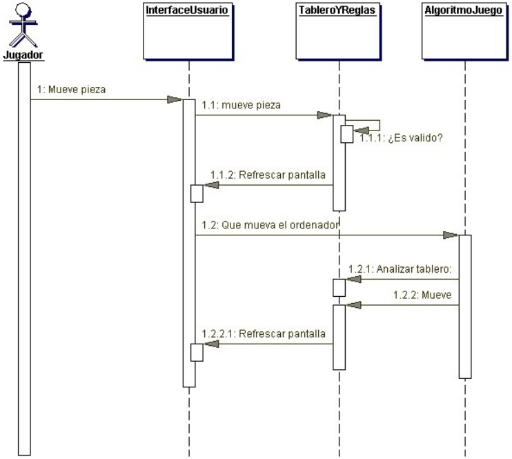 InterfaceUsuario
TableroYReglas
AlgoritmoJuego
Jugador
1: Mueve pieza
1.1: mueve pieza
1.1.1: ¿Es valido?
1.1.2: Refrescar pantalla
1.2: Que mueva el ordenador
1.2.1: Analizar tablero:
1.2.2: Mueve
1.2.2.1: Refrescar pantalla